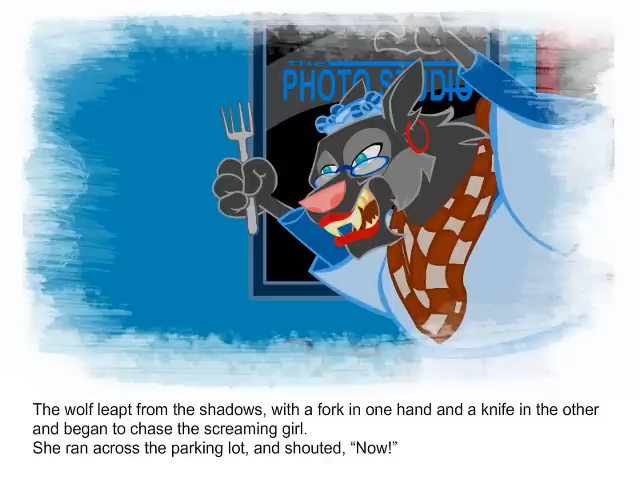 the
PHOTO STUDIO
The wolf leapt from the shadows, with a fork in one hand and a knife in the other
and began to chase the screaming girl.
She ran across the parking lot, and shouted, “Now!”